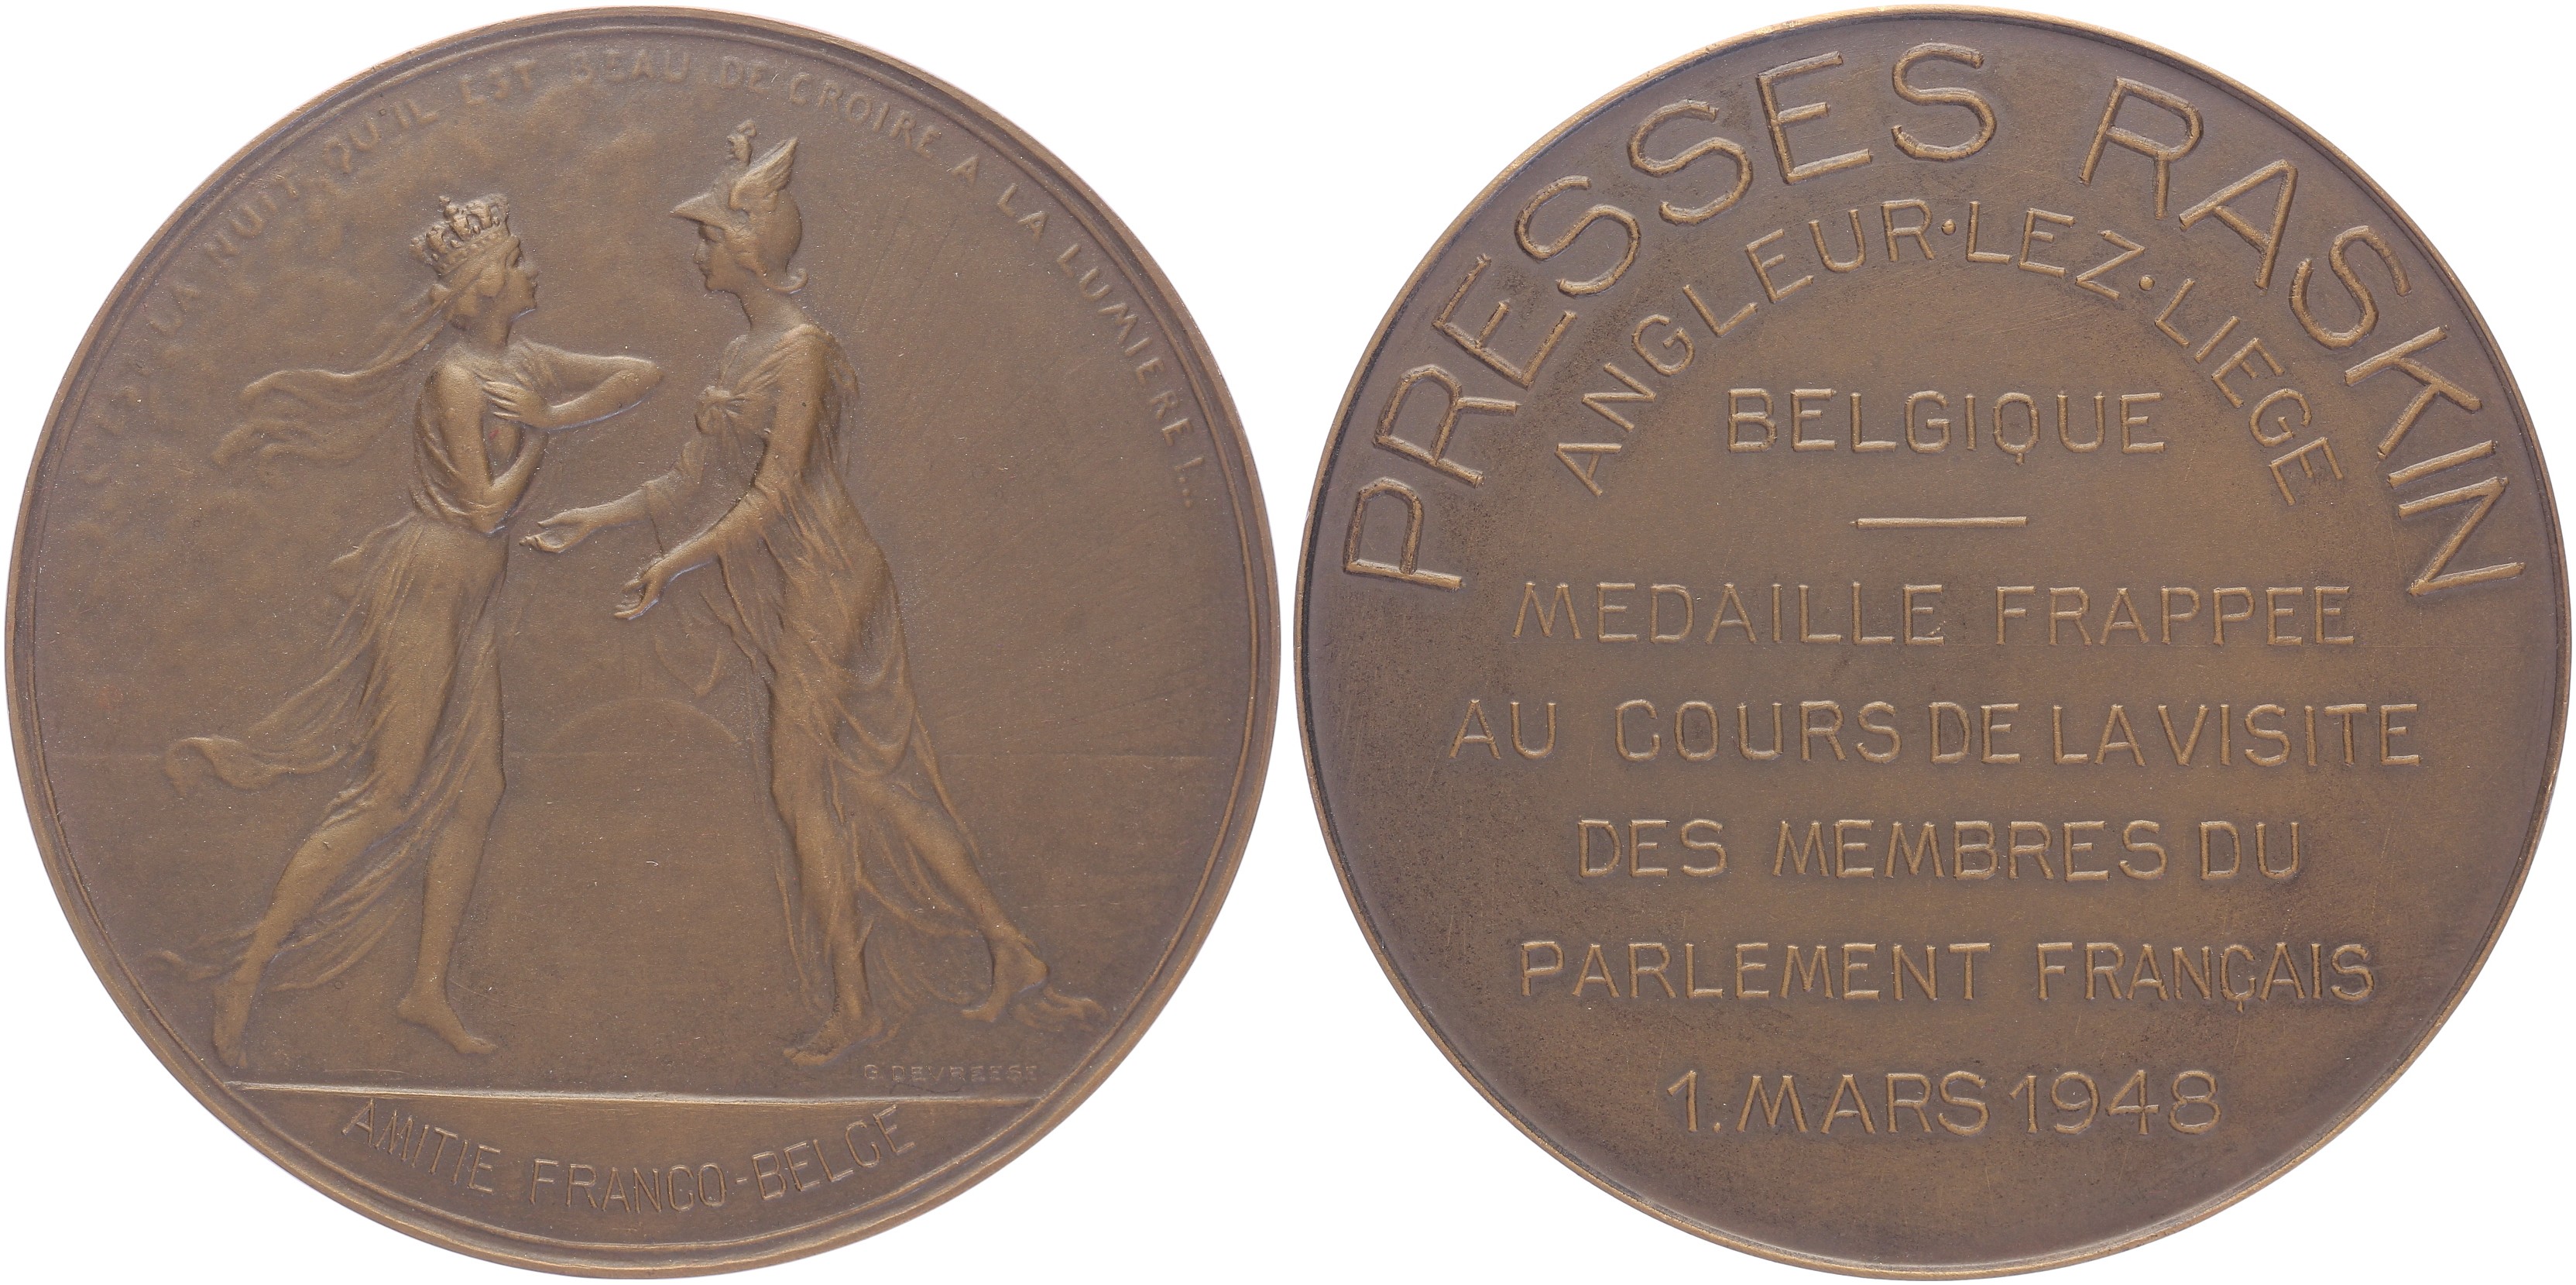 C'EST LA NUIT QU'IL EST BEAU DE CROIRE A LA LUMIERE !...
G. DEVREESE
AMITIE FRANCO-BELGE
PRESSES RASKIN
ANGLEUR·LEZ·LIEGE
BELGIQUE
MEDAILLE FRAPPEE
AU COURS DE LA VISITE
DES MEMBRES DU
PARLEMENT FRANÇAIS
1. MARS 1948